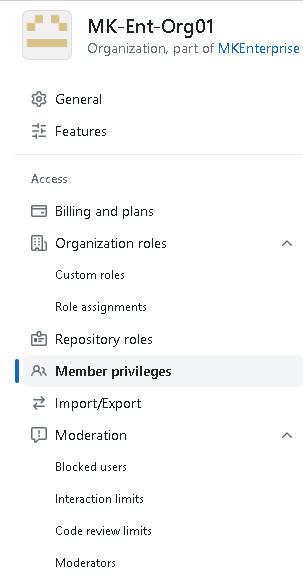 MK-Ent-Org01
Organization, part of MKEnterprise
General
Features
Access
Billing and plans
Organization roles
Custom roles
Role assignments
Repository roles
Member privileges
Import/Export
Moderation
Blocked users
Interaction limits
Code review limits
Moderators